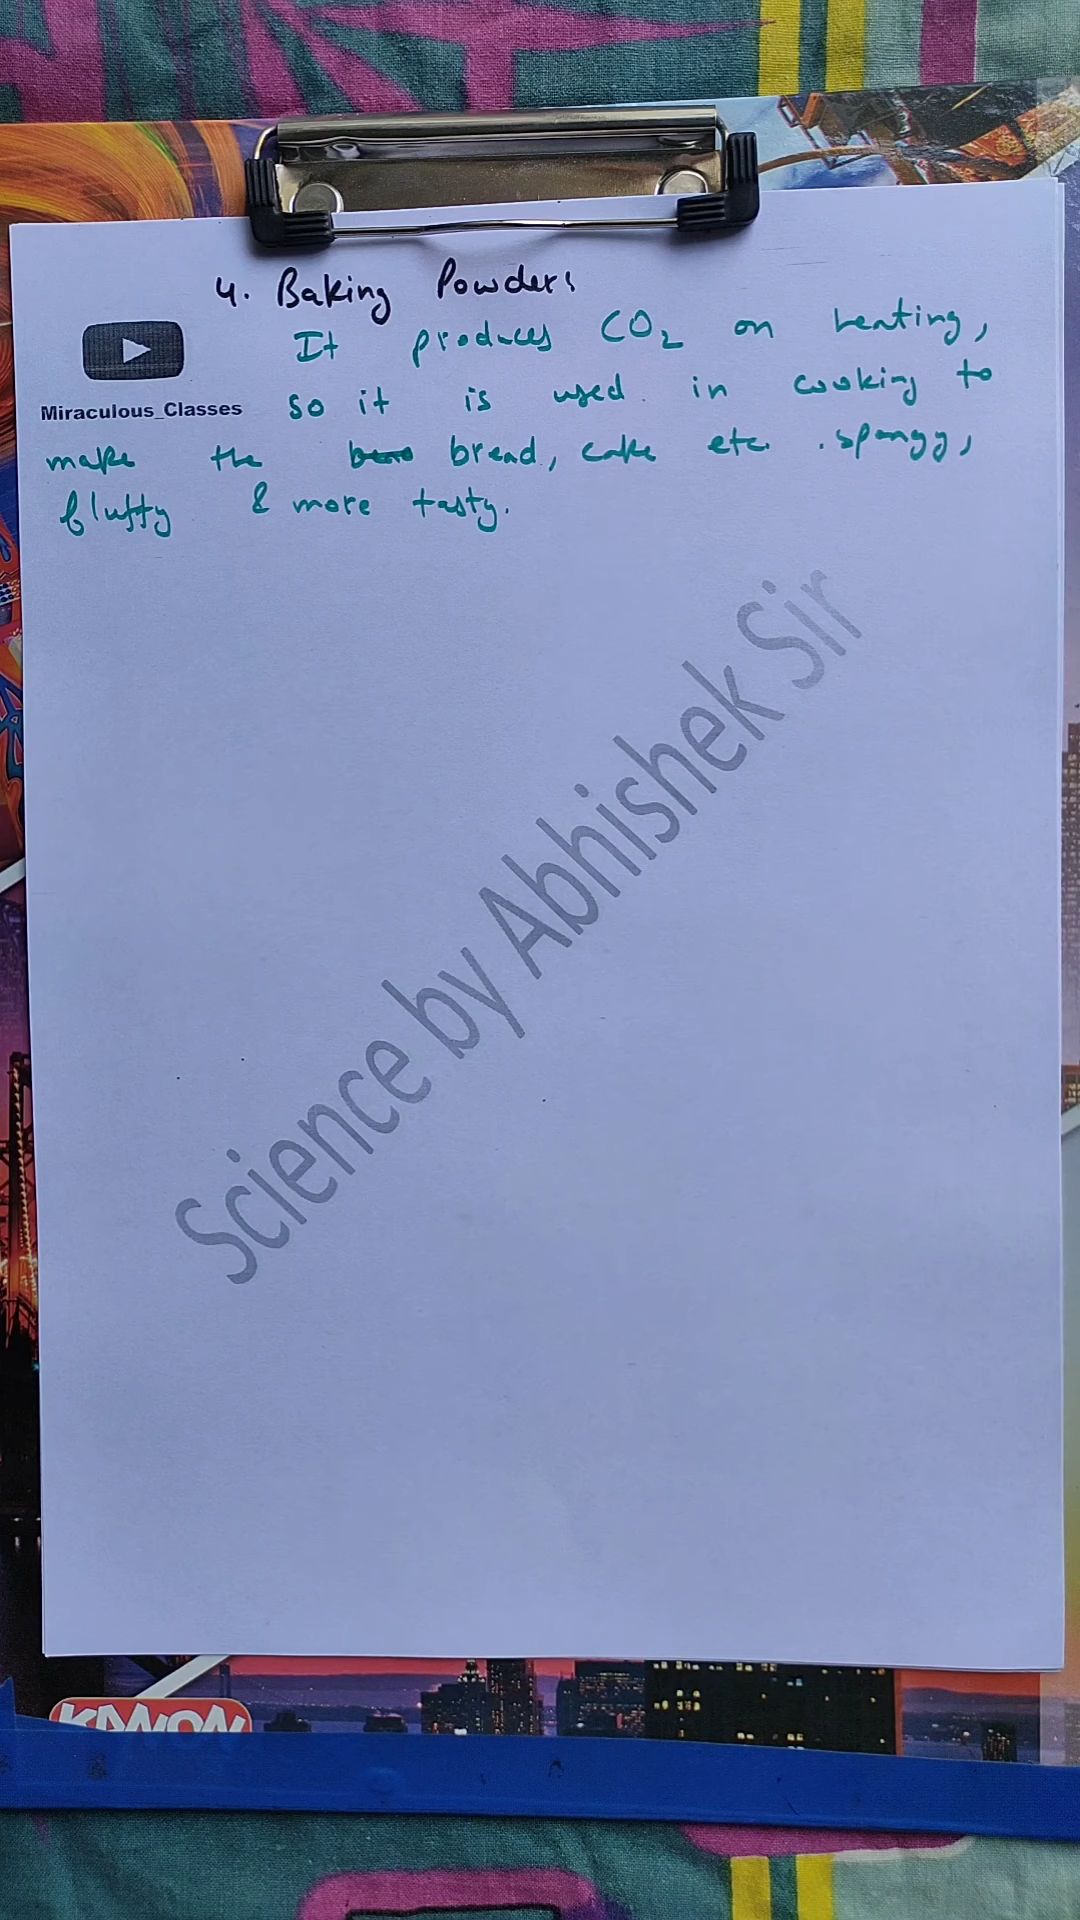 4. Baking Powder:
It produces CO₂ on heating,
Miraculous_Classes
so it is used in cooking to
make the bread, cake etc. spongy,
fluffy & more tasty.
Science by Abhishek Sir